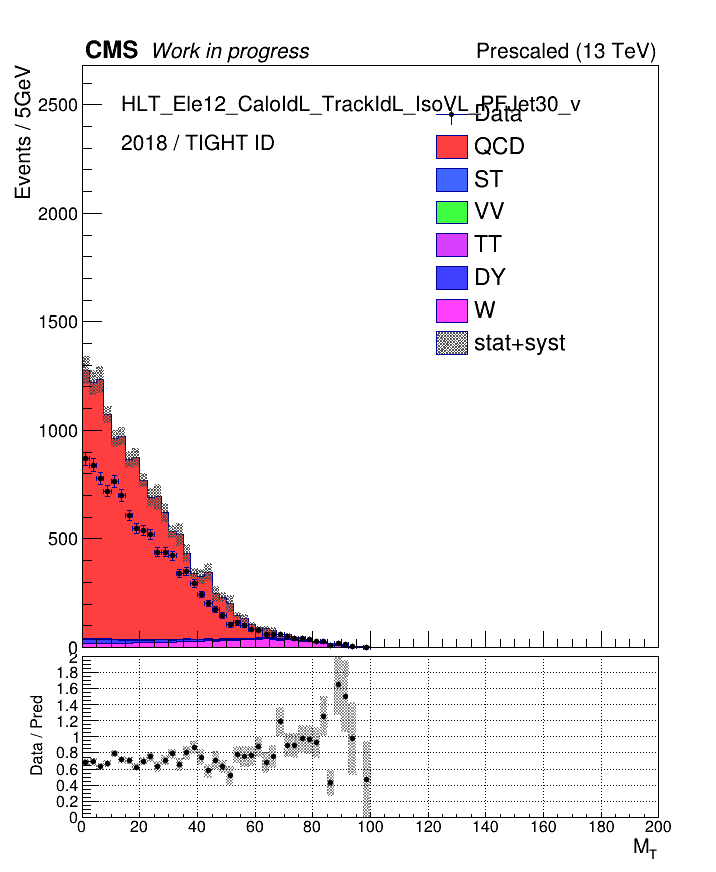 CMS Work in progress Prescaled (13 TeV)
Events / 5GeV
HLT_Ele12_CaloIdL_TrackIdL_IsoVL_PFJet30_v
2018 / TIGHT ID
Data
QCD
ST
VV
TT
DY
W
stat+syst
2500
2000
1500
1000
500
0
Data / Pred
2
1.8
1.6
1.4
1.2
1
0.8
0.6
0.4
0.2
0
0 20 40 60 80 100 120 140 160 180 200
M_T